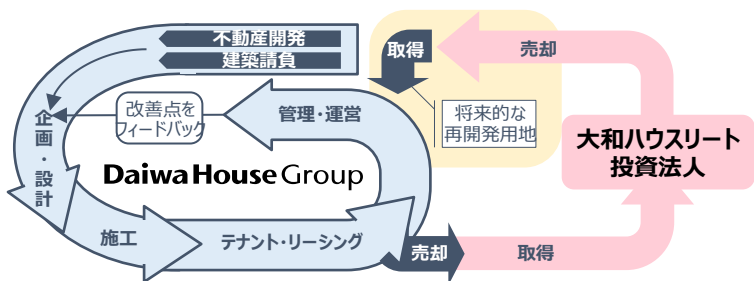 不動産開発
建築請負
取得
売却
企画・設計
改善点を
フィードバック
管理・運営
将来的な
再開発用地
大和ハウスリート
投資法人
DaiwaHouse Group
施工
テナント・リーシング
売却
取得